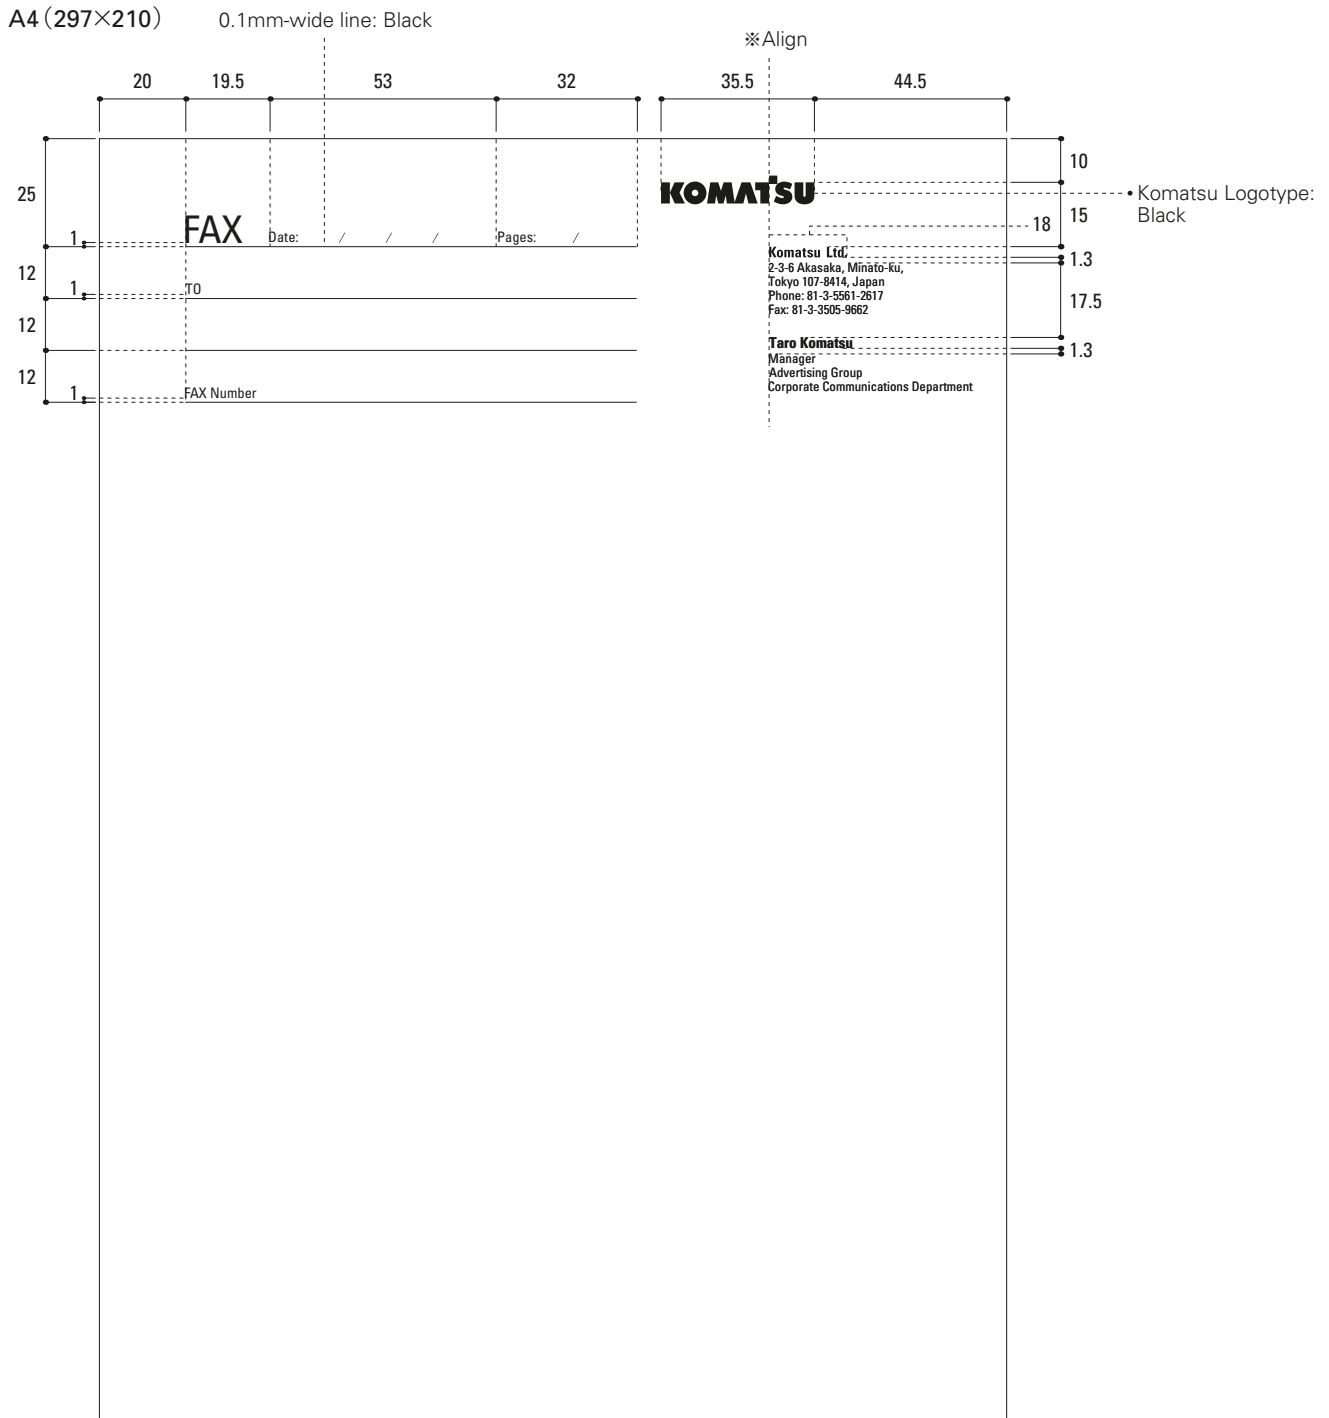 A4（297×210）
0.1mm-wide line: Black
※Align
20 19.5 53 32 35.5 44.5
10
25
KOMATSU
• Komatsu Logotype:
Black
15
18
1 FAX Date: / / / Pages: /
Komatsu Ltd.
1.3
2-3-6 Akasaka, Minato-ku,
12
Tokyo 107-8414, Japan
1 TO
Phone: 81-3-5561-2617
17.5
Fax: 81-3-3505-9662
12
Taro Komatsu
1.3
Manager
12
Advertising Group
1 FAX Number
Corporate Communications Department